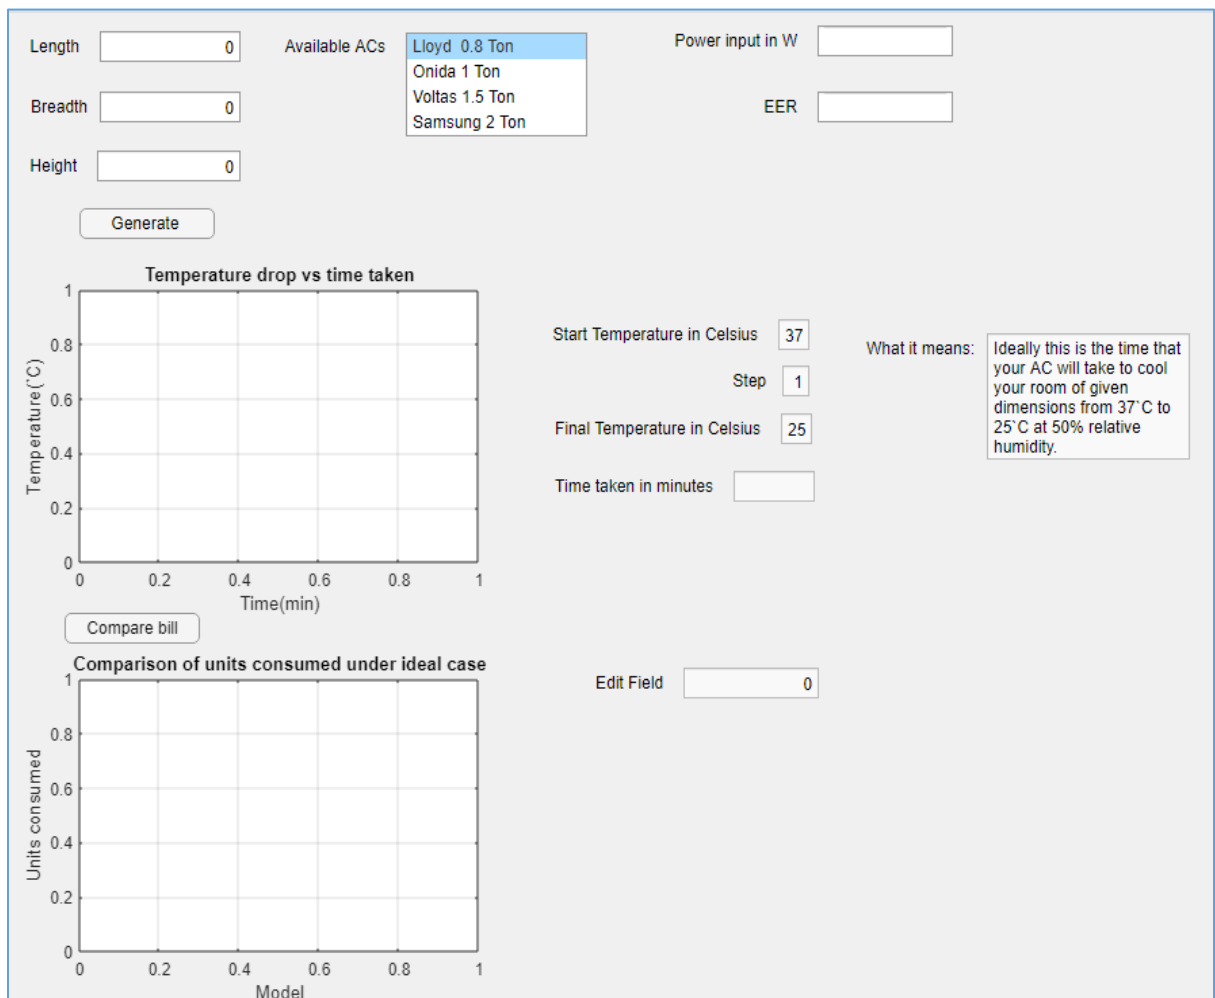 Length 0
Available ACs
Lloyd 0.8 Ton
Onida 1 Ton
Voltas 1.5 Ton
Samsung 2 Ton
Power input in W
Breadth 0
EER
Height 0
Generate
Temperature drop vs time taken
1
0.8
0.6
0.4
0.2
0
Temperature(`C)
0 0.2 0.4 0.6 0.8 1
Time(min)
Start Temperature in Celsius 37
Step 1
Final Temperature in Celsius 25
Time taken in minutes
What it means:
Ideally this is the time that
your AC will take to cool
your room of given
dimensions from 37`C to
25`C at 50% relative
humidity.
Compare bill
Comparison of units consumed under ideal case
1
0.8
0.6
0.4
0.2
0
Units consumed
0 0.2 0.4 0.6 0.8 1
Model
Edit Field 0